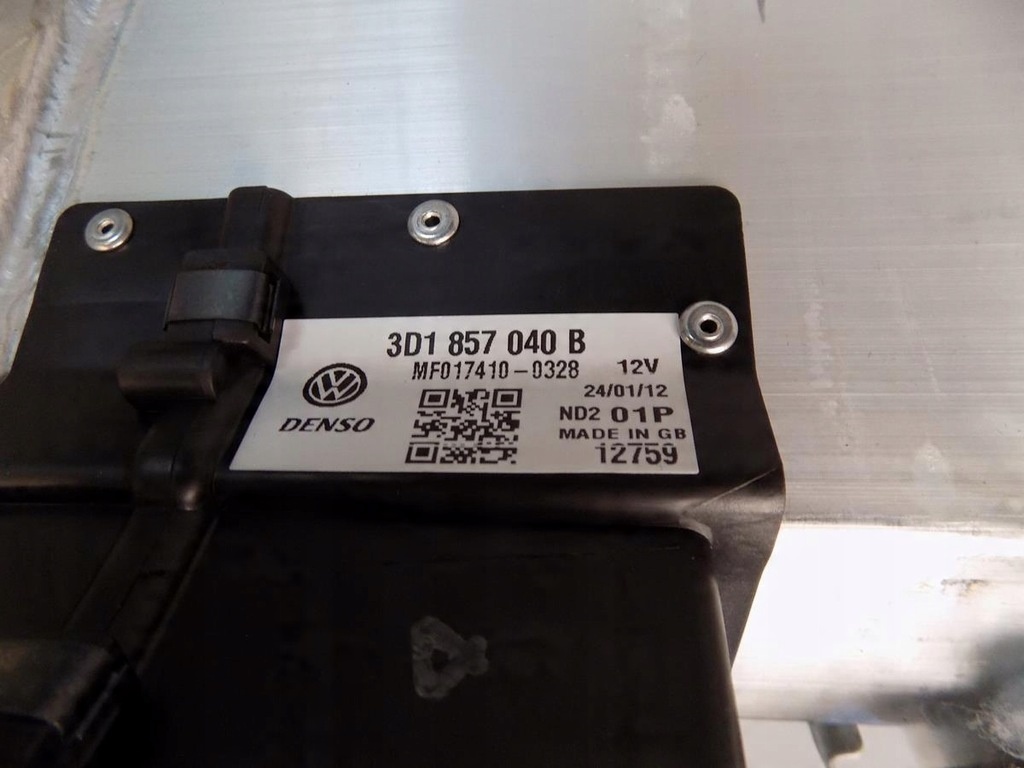 3D1 857 040 B
MF017410-0328 12V
24/01/12
DENSO
ND2 01P
MADE IN GB
12759